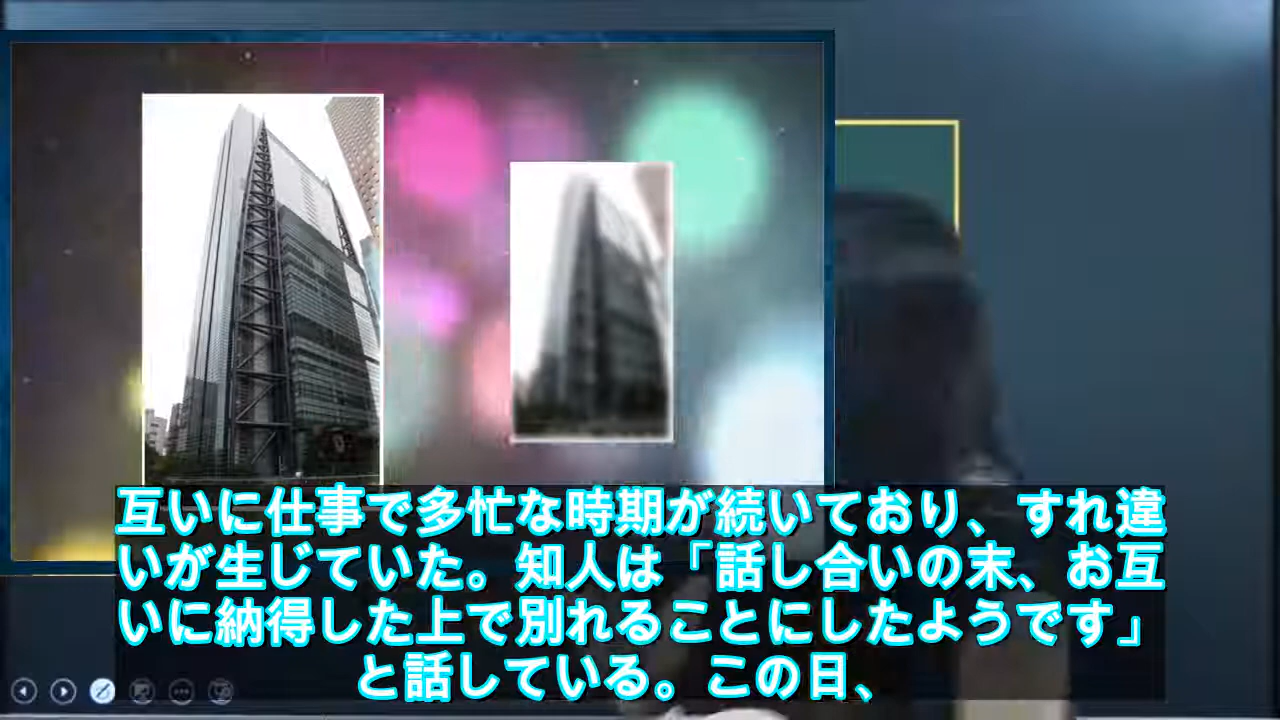 互いに仕事で多忙な時期が続いており、すれ違
いが生じていた。知人は「話し合いの末、お互
いに納得した上で別れることにしたようです」
と話している。この日、